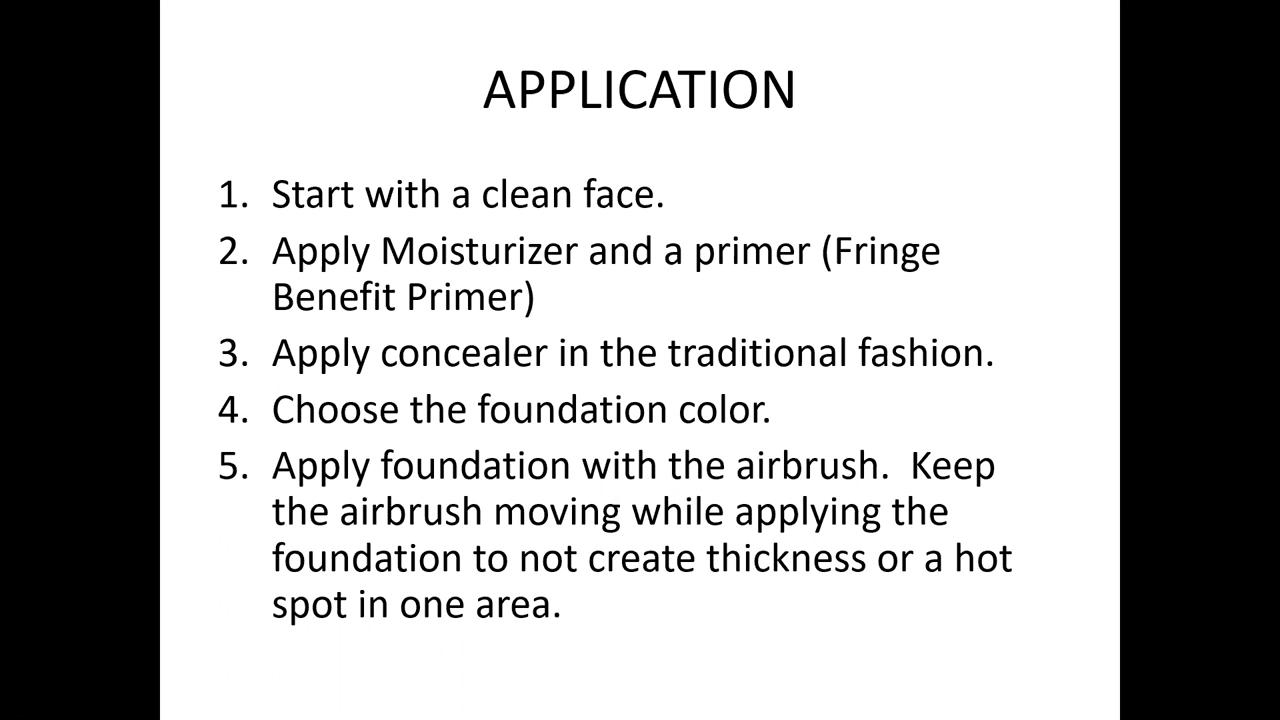 APPLICATION
1. Start with a clean face.
2. Apply Moisturizer and a primer (Fringe
Benefit Primer)
3. Apply concealer in the traditional fashion.
4. Choose the foundation color.
5. Apply foundation with the airbrush.  Keep
the airbrush moving while applying the
foundation to not create thickness or a hot
spot in one area.